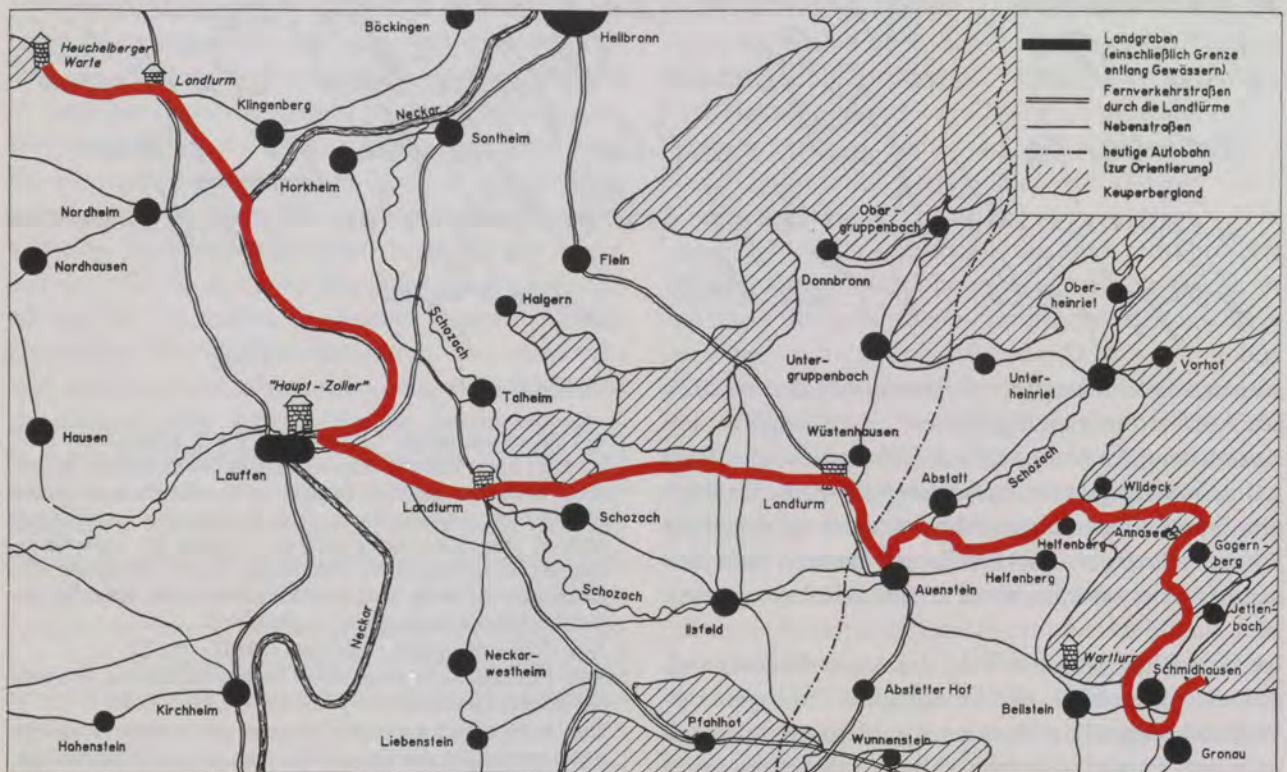 Heuchelberger
Warte
Landturm
Böckingen
Heilbronn
Klingenberg
Neckar
Sontheim
Horkheim
Nordheim
Nordhausen
Flein
Haigern
Ober-
gruppenbach
Donnbronn
Ober-
heinriet
Schozach
Talheim
"Haupt-Zoller"
Unter-
gruppenbach
Unter-
heinriet
Vorhof
Hausen
Lauffen
Landturm
Schozach
Wüstenhausen
Landturm
Abstatt
Schozach
Wildeck
Annasee
Helfenberg
Helfenberg
Gagern-
berg
Schozach
Auenstein
Ilsfeld
Jetten-
bach
Neckar
Neckar-
westheim
Wartturm
Schmidhausen
Kirchheim
Hohenstein
Liebenstein
Pfahlhof
Abstetter Hof
Wunnenstein
Beilstein
Gronau
Landgraben
(einschließlich Grenze
entlang Gewässern)
Fernverkehrstraßen
durch die Landtürme
Nebenstraßen
heutige Autobahn
(zur Orientierung)
Keuperbergland